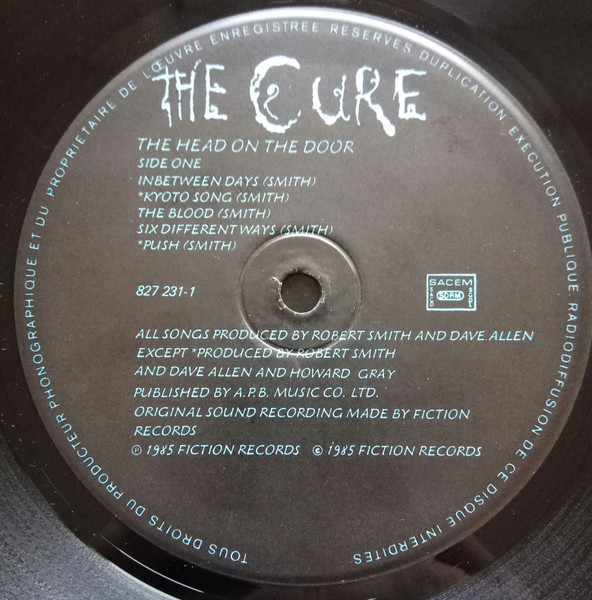 TOUS DROITS DU PRODUCTEUR PHONOGRAPHIQUE ET DU PROPRIETAIRE DE L'ŒUVRE ENREGISTREE RESERVES DUPLICATION EXECUTION PUBLIQUE RADIODIFFUSION DE CE DISQUE INTERDITES
THE CURE
THE HEAD ON THE DOOR
SIDE ONE
INBETWEEN DAYS (SMITH)
*KYOTO SONG (SMITH)
THE BLOOD (SMITH)
SIX DIFFERENT WAYS (SMITH)
*PUSH (SMITH)
827 231-1
SACEM
SACD SDRM SGDL
ALL SONGS PRODUCED BY ROBERT SMITH AND DAVE. ALLEN
EXCEPT *PRODUCED BY ROBERT SMITH
AND DAVE ALLEN AND HOWARD GRAY
PUBLISHED BY A.P.B. MUSIC CO. LTD.
ORIGINAL SOUND RECORDING MADE BY FICTION
RECORDS
℗ 1985 FICTION RECORDS © 1985 FICTION RECORDS